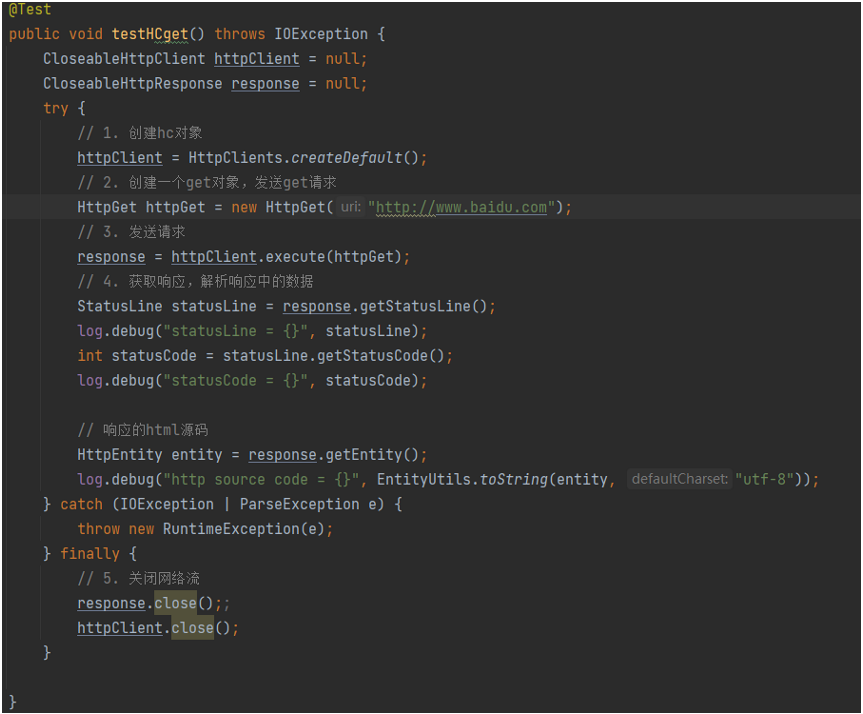 @Test
public void testHCget() throws IOException {
CloseableHttpClient httpClient = null;
CloseableHttpResponse response = null;
try {
// 1. 创建hc对象
httpClient = HttpClients.createDefault();
// 2. 创建一个get对象，发送get请求
HttpGet httpGet = new HttpGet( uri: "http://www.baidu.com");
// 3. 发送请求
response = httpClient.execute(httpGet);
// 4. 获取响应，解析响应中的数据
StatusLine statusLine = response.getStatusLine();
log.debug("statusLine = {}", statusLine);
int statusCode = statusLine.getStatusCode();
log.debug("statusCode = {}", statusCode);
// 响应的html源码
HttpEntity entity = response.getEntity();
log.debug("http source code = {}", EntityUtils.toString(entity, defaultCharset: "utf-8"));
} catch (IOException | ParseException e) {
throw new RuntimeException(e);
} finally {
// 5. 关闭网络流
response.close();;
httpClient.close();
}
}